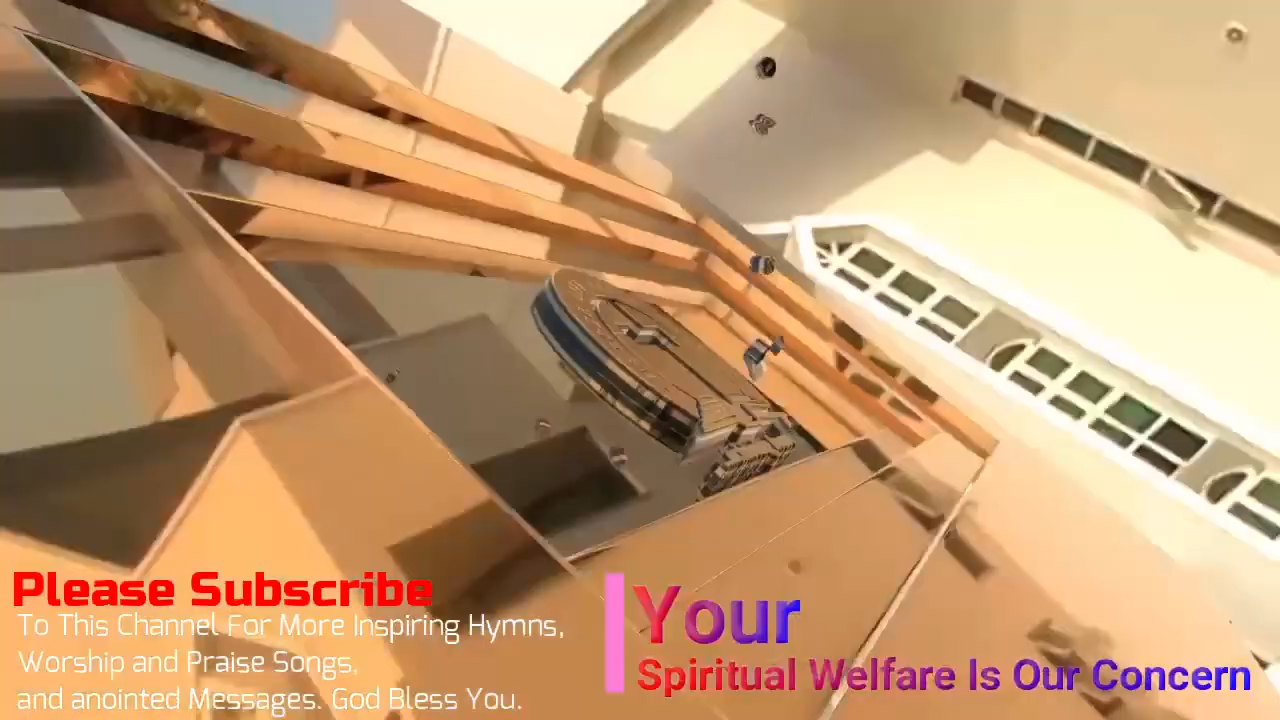 Please Subscribe
To This Channel For More Inspiring Hymns,
Worship and Praise Songs,
and anointed Messages. God Bless You.
Your
Spiritual Welfare Is Our Concern